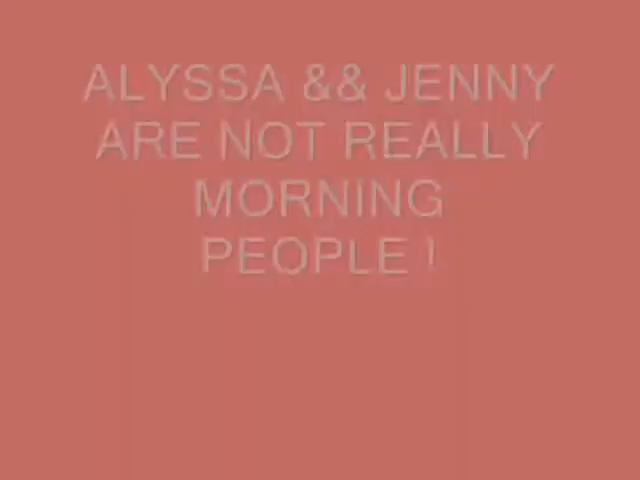 ALYSSA && JENNY
ARE NOT REALLY
MORNING
PEOPLE !